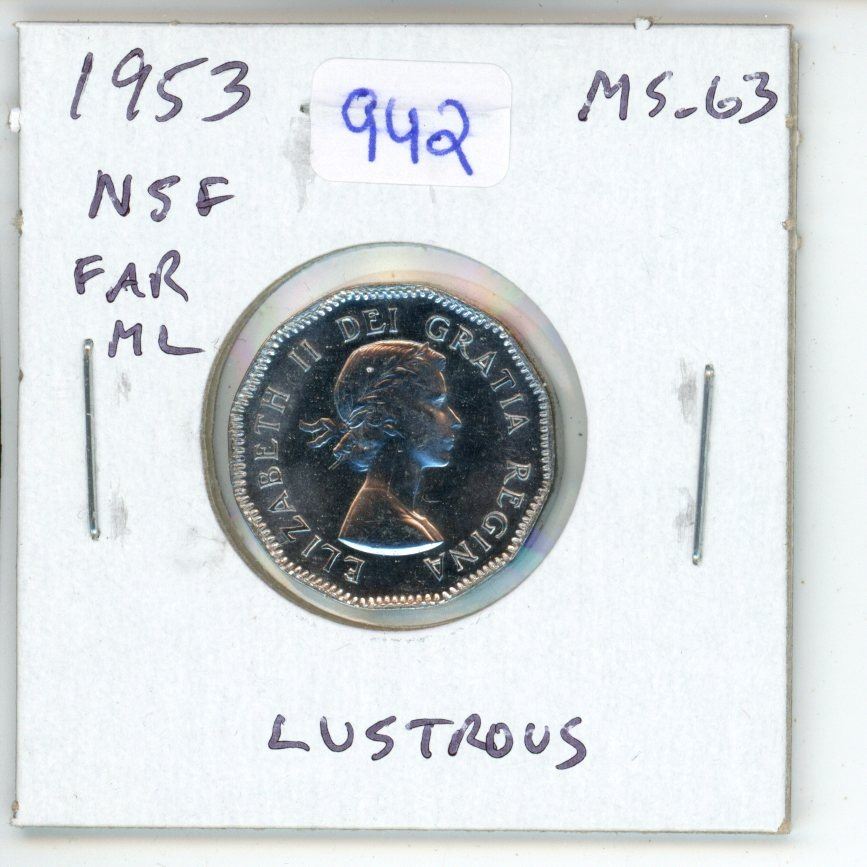 1953
942
MS-63
NSF
FAR
ML
ELIZABETH II DEI GRATIA REGINA
LUSTROUS